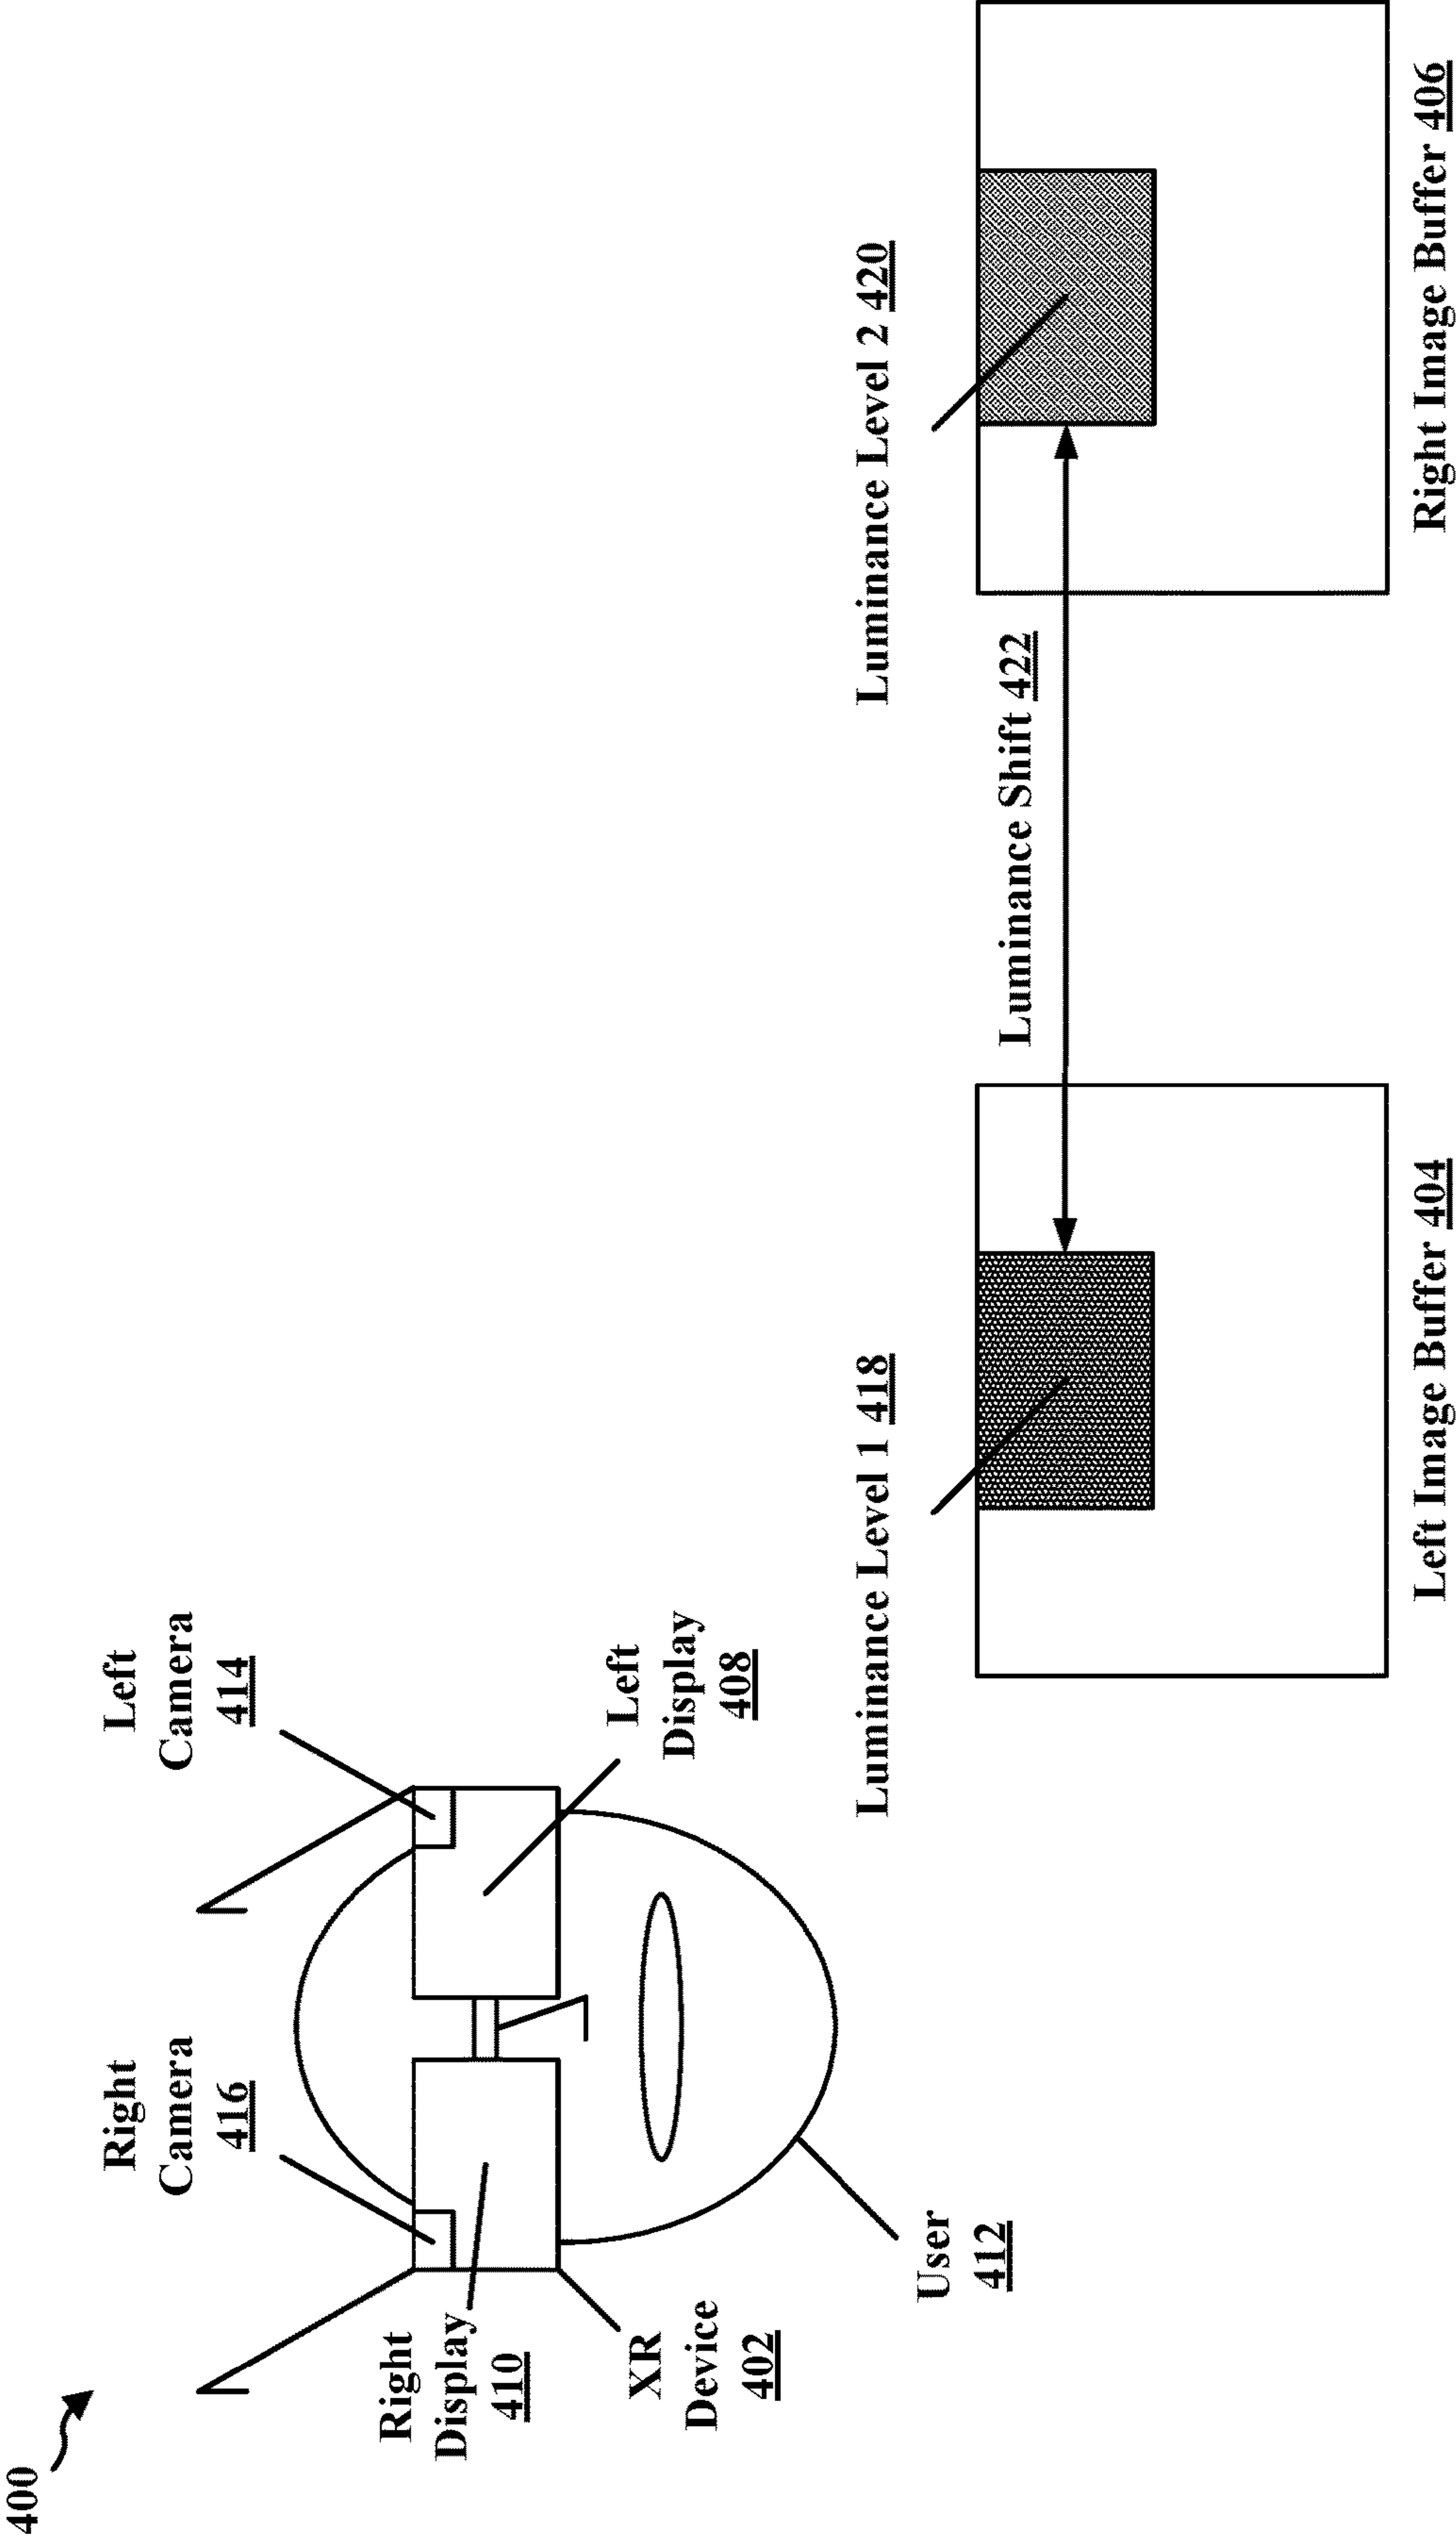 400
Right
Camera
416
Left
Camera
414
Right
Display
410
Left
Display
408
XR
Device
402
User
412
Luminance Level 1 418
Luminance Level 2 420
Luminance Shift 422
Left Image Buffer 404
Right Image Buffer 406